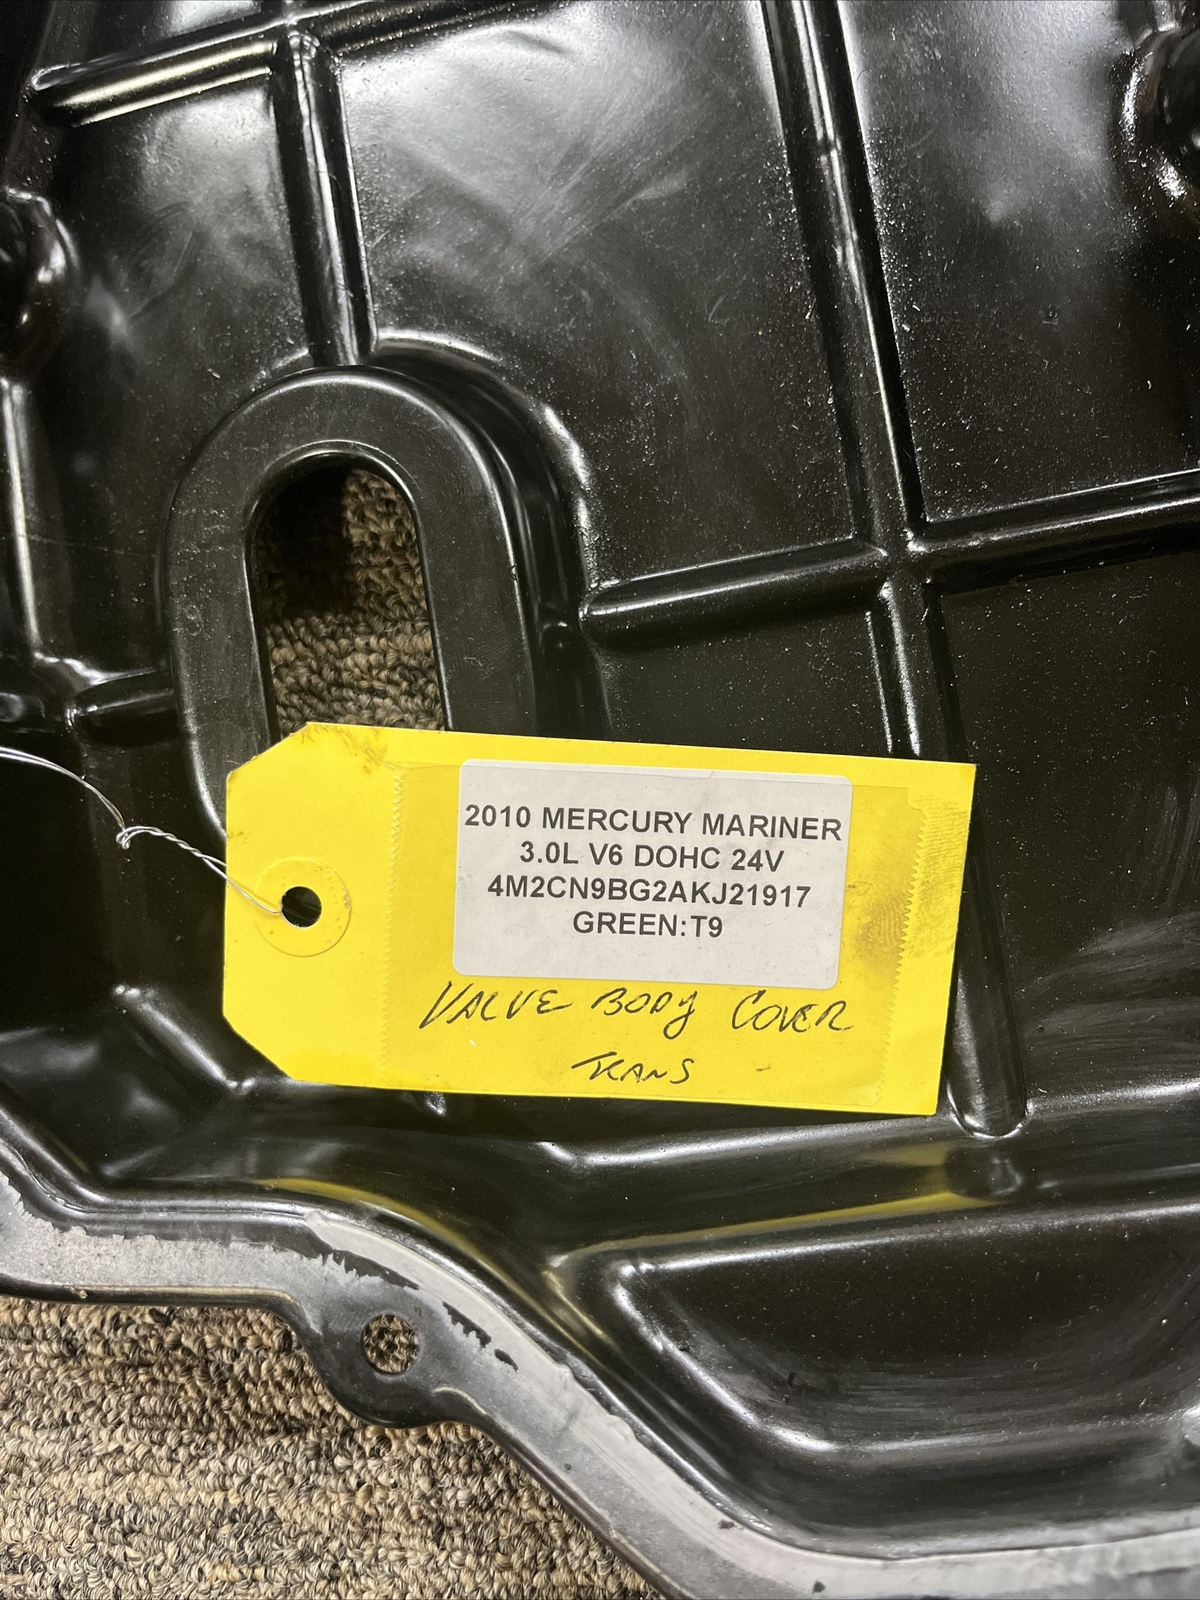 2010 MERCURY MARINER
3.0L V6 DOHC 24V
4M2CN9BG2AKJ21917
GREEN:T9
VALVE BODY COVER
TRANS